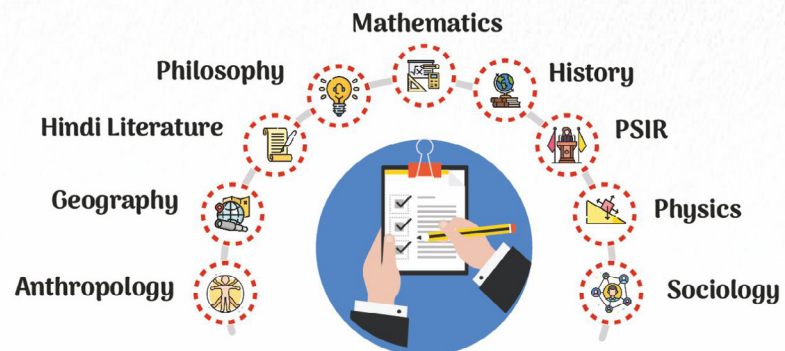 Mathematics
Philosophy
History
Hindi Literature
PSIR
Geography
Physics
Anthropology
Sociology